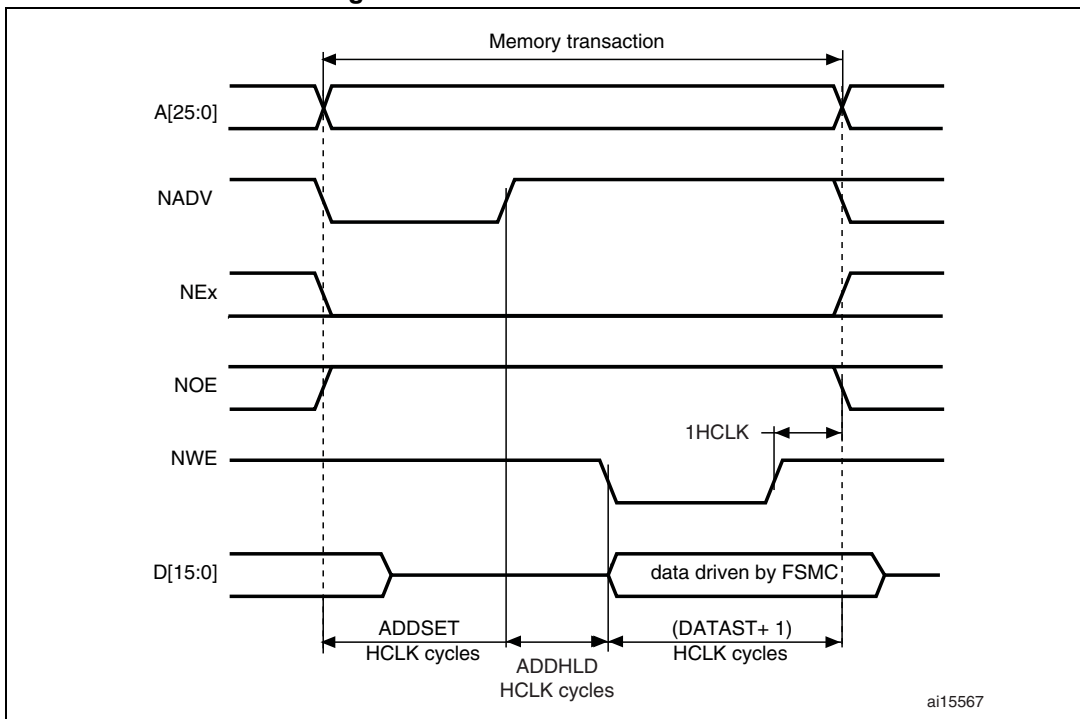 Memory transaction
A[25:0]
NADV
NEx
NOE
1HCLK
NWE
D[15:0]
data driven by FSMC
ADDSET
HCLK cycles
ADDHLD
HCLK cycles
(DATAST+ 1)
HCLK cycles
ai15567